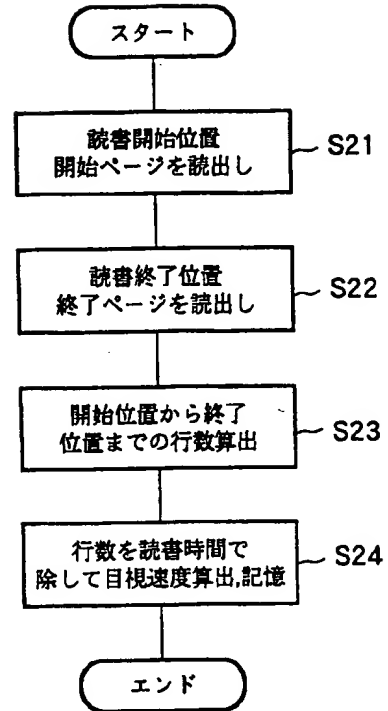 スタート
読書開始位置
開始ページを読出し
S21
読書終了位置
終了ページを読出し
S22
開始位置から終了
位置までの行数算出
S23
行数を読書時間で
除して目視速度算出,記憶
S24
エンド